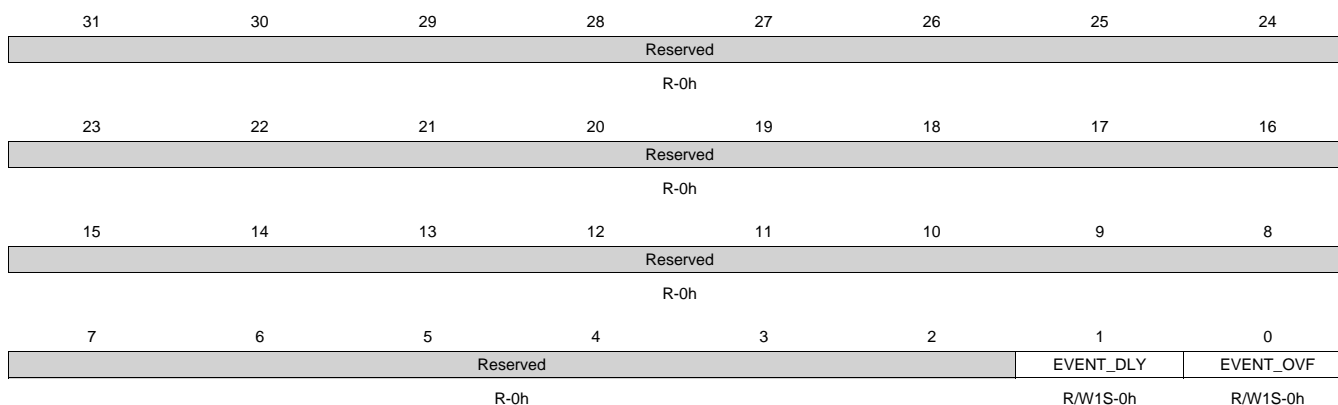 31 30 29 28 27 26 25 24
Reserved
R-0h
23 22 21 20 19 18 17 16
Reserved
R-0h
15 14 13 12 11 10 9 8
Reserved
R-0h
7 6 5 4 3 2 1 0
Reserved EVENT_DLY EVENT_OVF
R-0h R/W1S-0h R/W1S-0h